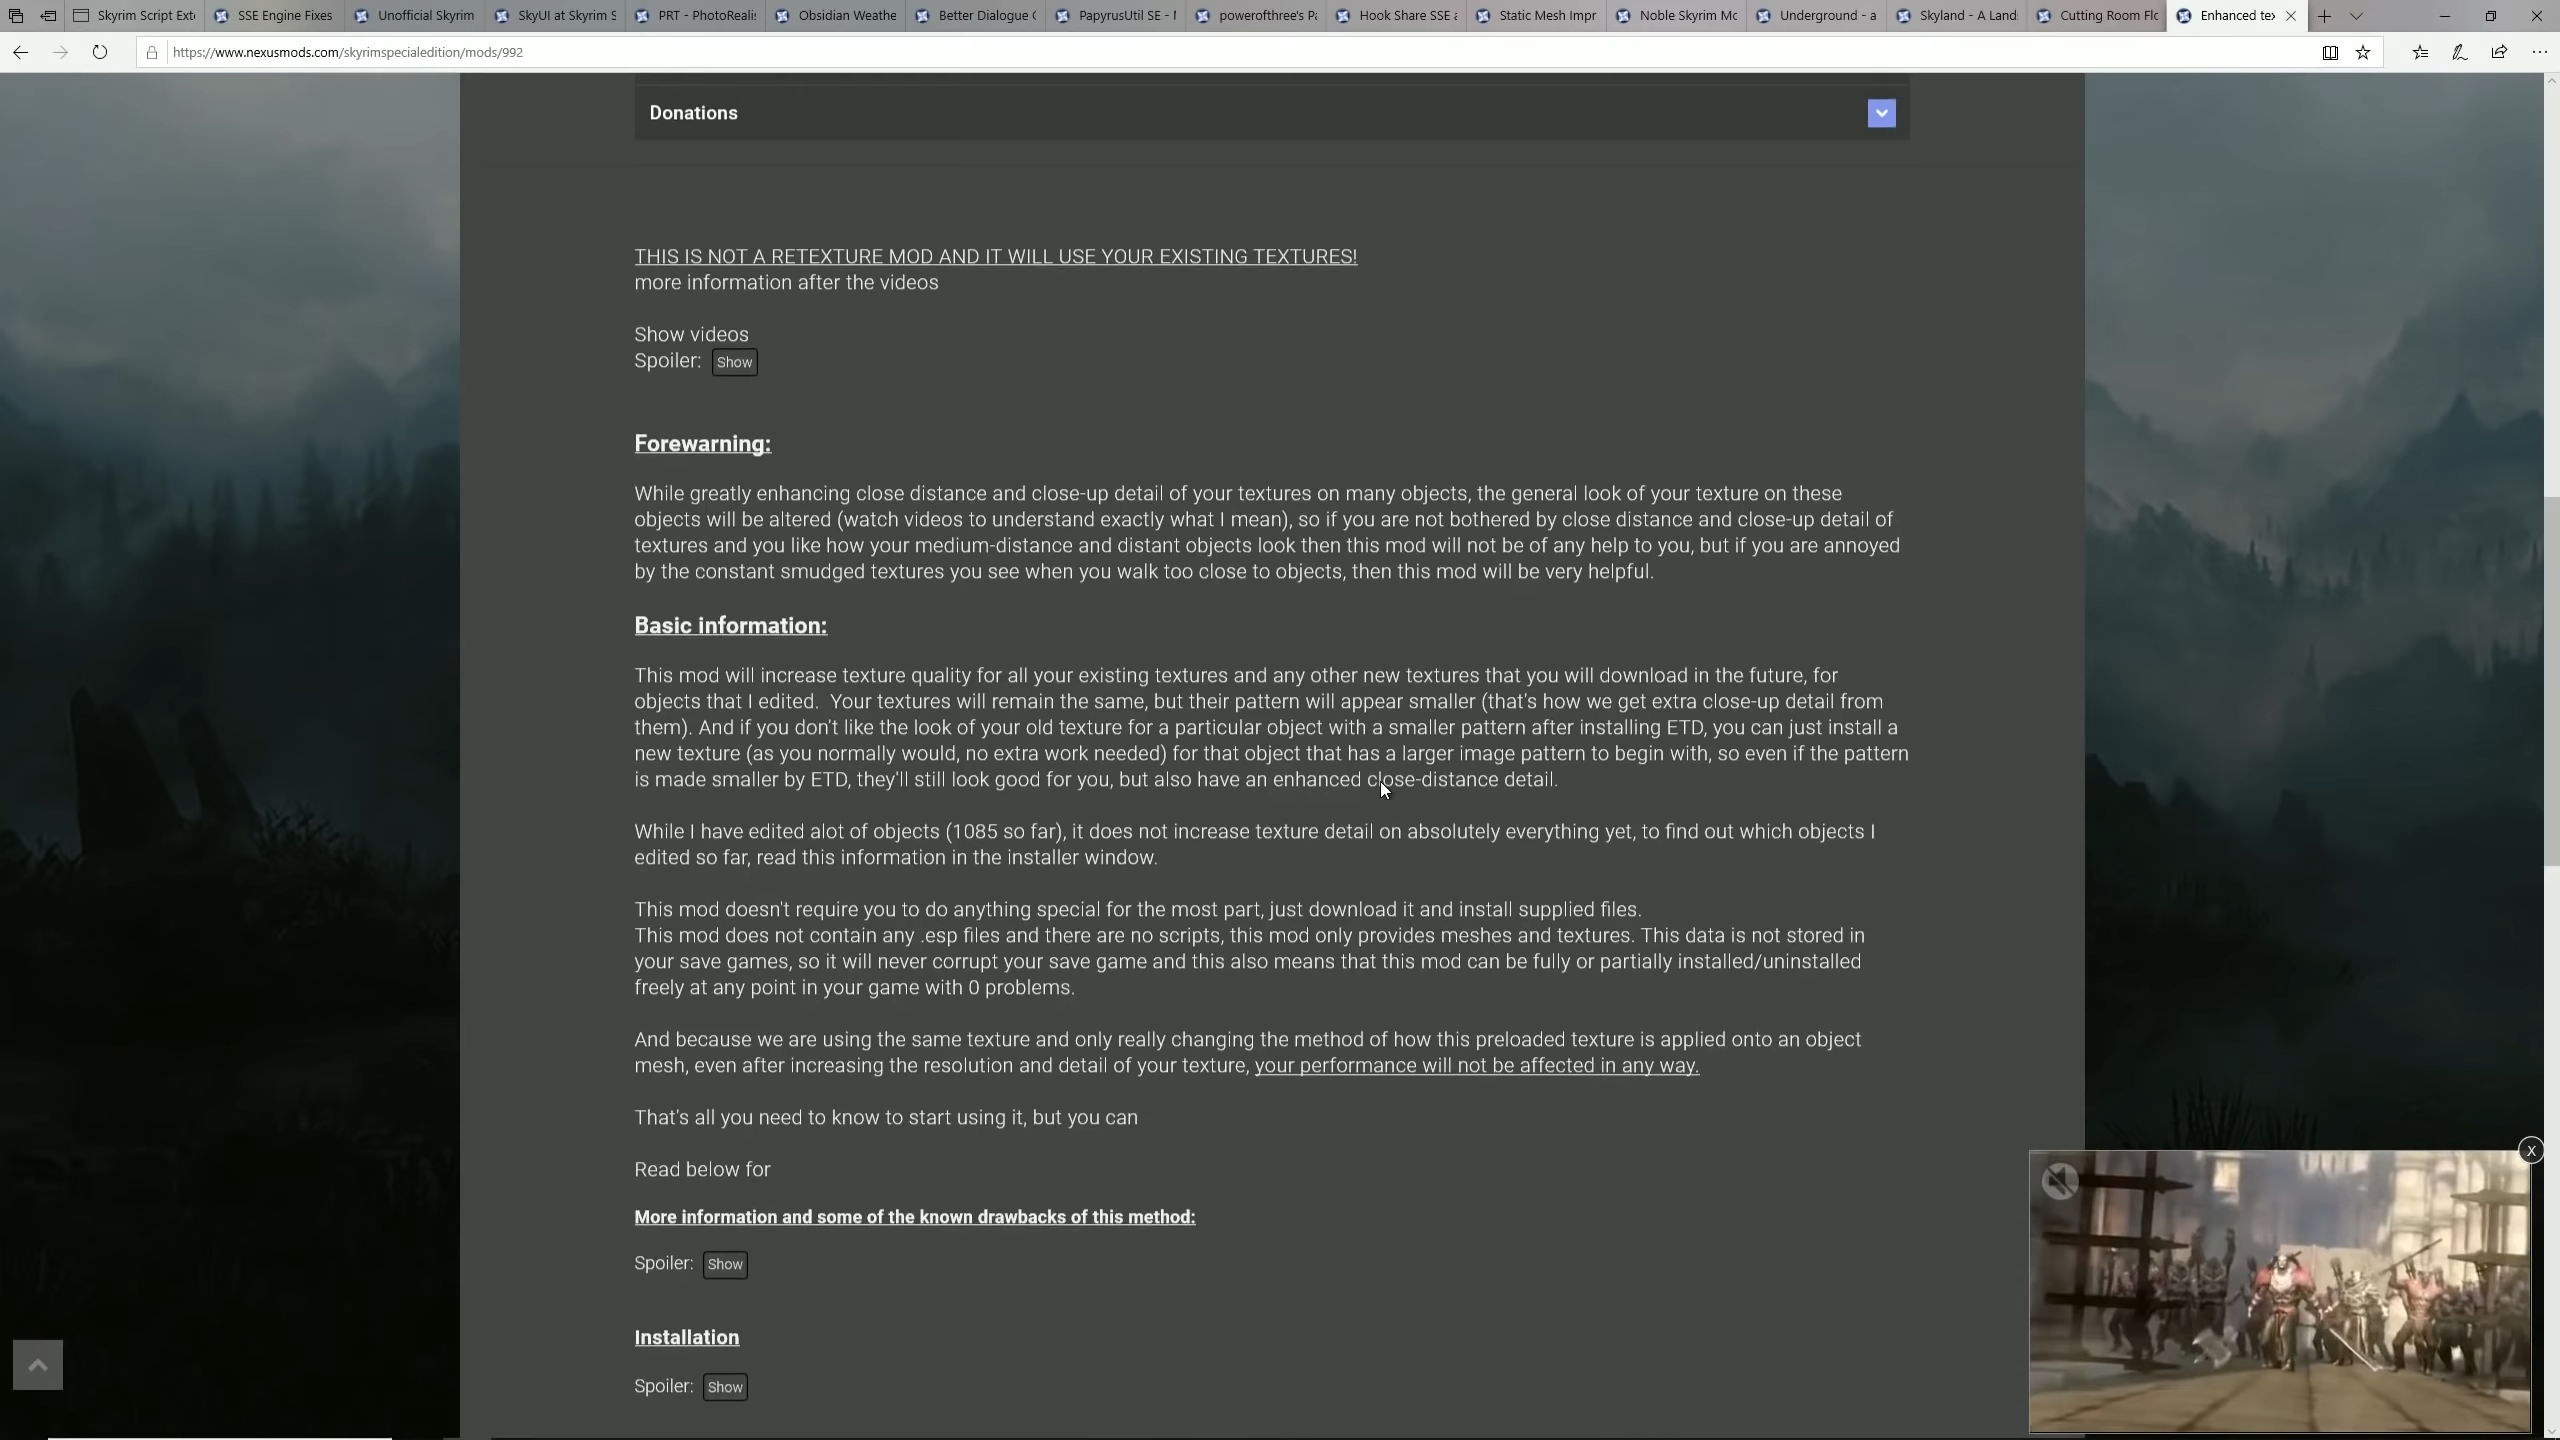 Skyrim Script Ext
SSE Engine Fixes
Unofficial Skyrim
SkyUI at Skyrim S
PRT - PhotoRealis
Obsidian Weathe
Better Dialogue C
PapyrusUtil SE - M
powerofthree's Pa
Hook Share SSE a
Static Mesh Impr
Noble Skyrim Mo
Underground - a
Skyland - A Land
Cutting Room Flo
Enhanced tex
https://www.nexusmods.com/skyrimspecialedition/mods/992
Donations
THIS IS NOT A RETEXTURE MOD AND IT WILL USE YOUR EXISTING TEXTURES!
more information after the videos
Show videos
Spoiler: Show
Forewarning:
While greatly enhancing close distance and close-up detail of your textures on many objects, the general look of your texture on these
objects will be altered (watch videos to understand exactly what I mean), so if you are not bothered by close distance and close-up detail of
textures and you like how your medium-distance and distant objects look then this mod will not be of any help to you, but if you are annoyed
by the constant smudged textures you see when you walk too close to objects, then this mod will be very helpful.
Basic information:
This mod will increase texture quality for all your existing textures and any other new textures that you will download in the future, for
objects that I edited.  Your textures will remain the same, but their pattern will appear smaller (that's how we get extra close-up detail from
them). And if you don't like the look of your old texture for a particular object with a smaller pattern after installing ETD, you can just install a
new texture (as you normally would, no extra work needed) for that object that has a larger image pattern to begin with, so even if the pattern
is made smaller by ETD, they'll still look good for you, but also have an enhanced close-distance detail.
While I have edited alot of objects (1085 so far), it does not increase texture detail on absolutely everything yet, to find out which objects I
edited so far, read this information in the installer window.
This mod doesn't require you to do anything special for the most part, just download it and install supplied files.
This mod does not contain any .esp files and there are no scripts, this mod only provides meshes and textures. This data is not stored in
your save games, so it will never corrupt your save game and this also means that this mod can be fully or partially installed/uninstalled
freely at any point in your game with 0 problems.
And because we are using the same texture and only really changing the method of how this preloaded texture is applied onto an object
mesh, even after increasing the resolution and detail of your texture, your performance will not be affected in any way.
That's all you need to know to start using it, but you can
Read below for
More information and some of the known drawbacks of this method:
Spoiler: Show
Installation
Spoiler: Show
X